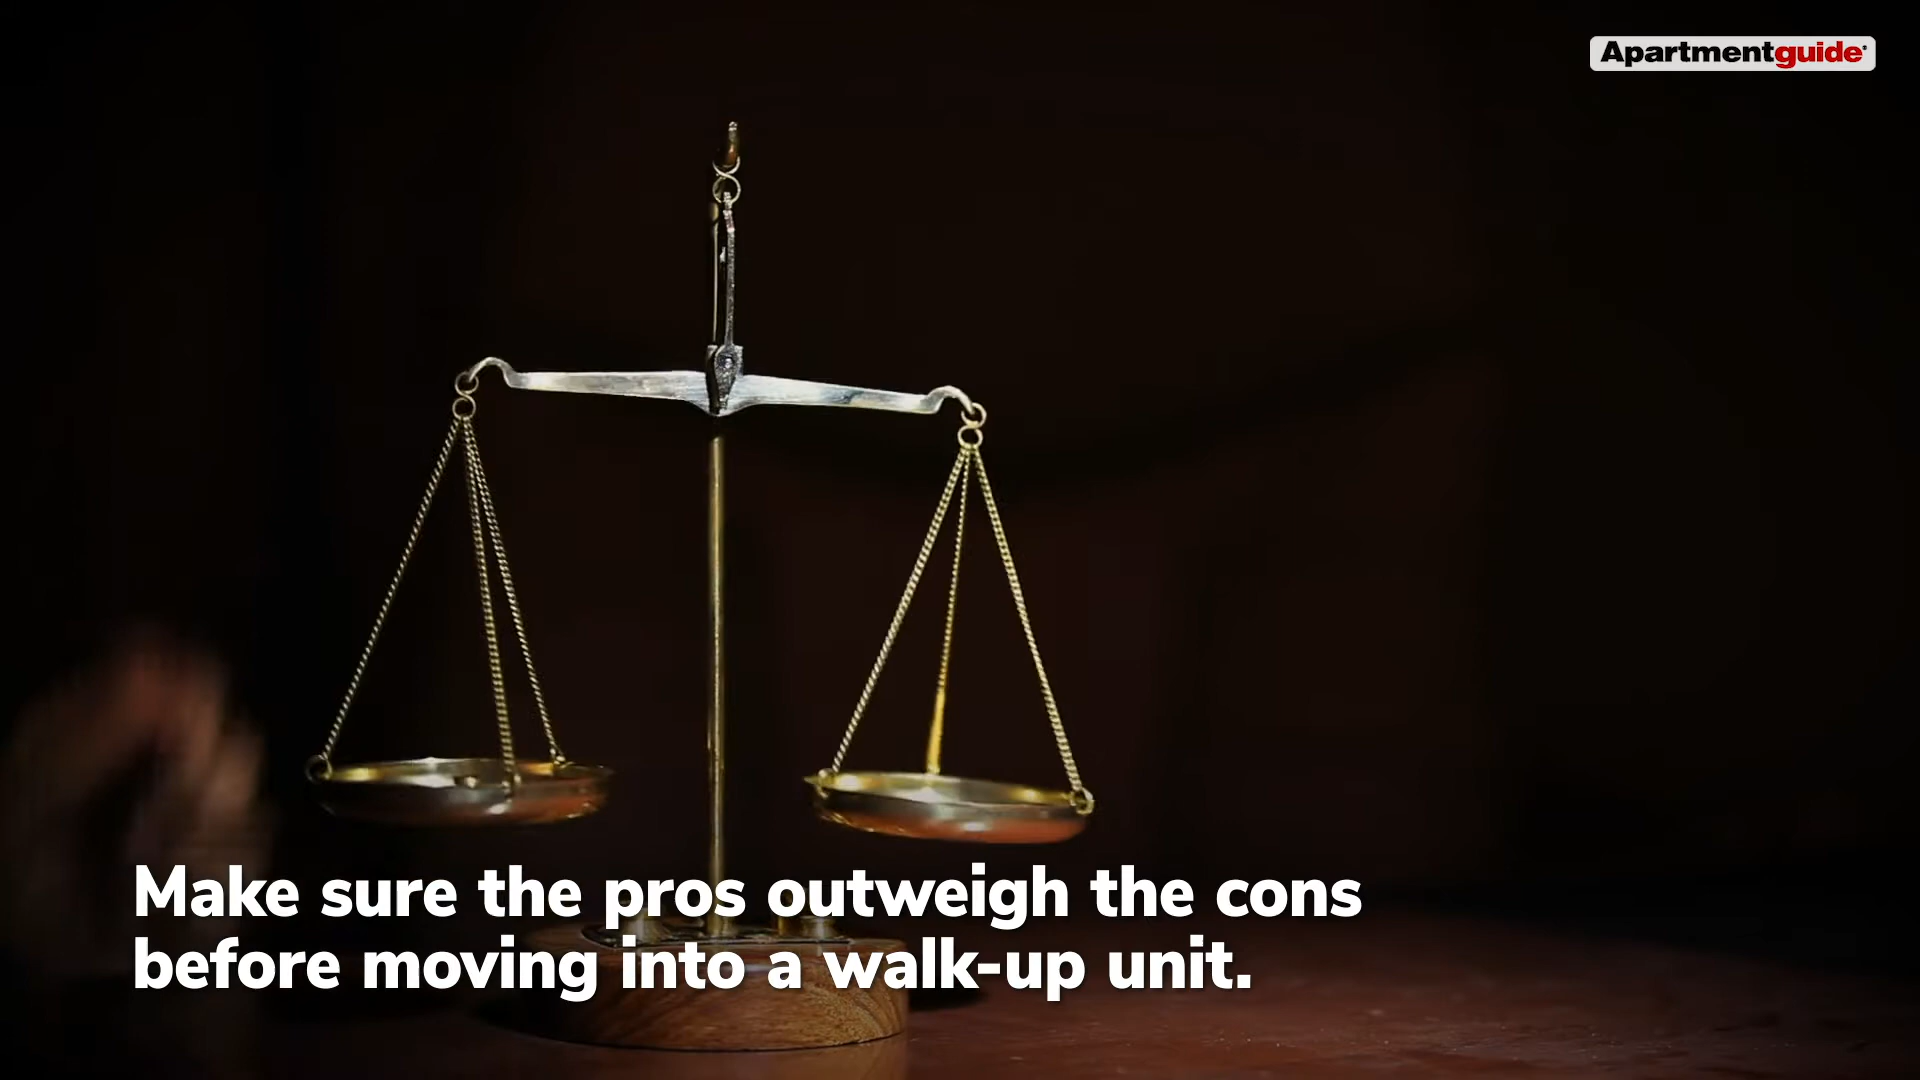 Apartmentguide
Make sure the pros outweigh the cons
before moving into a walk-up unit.